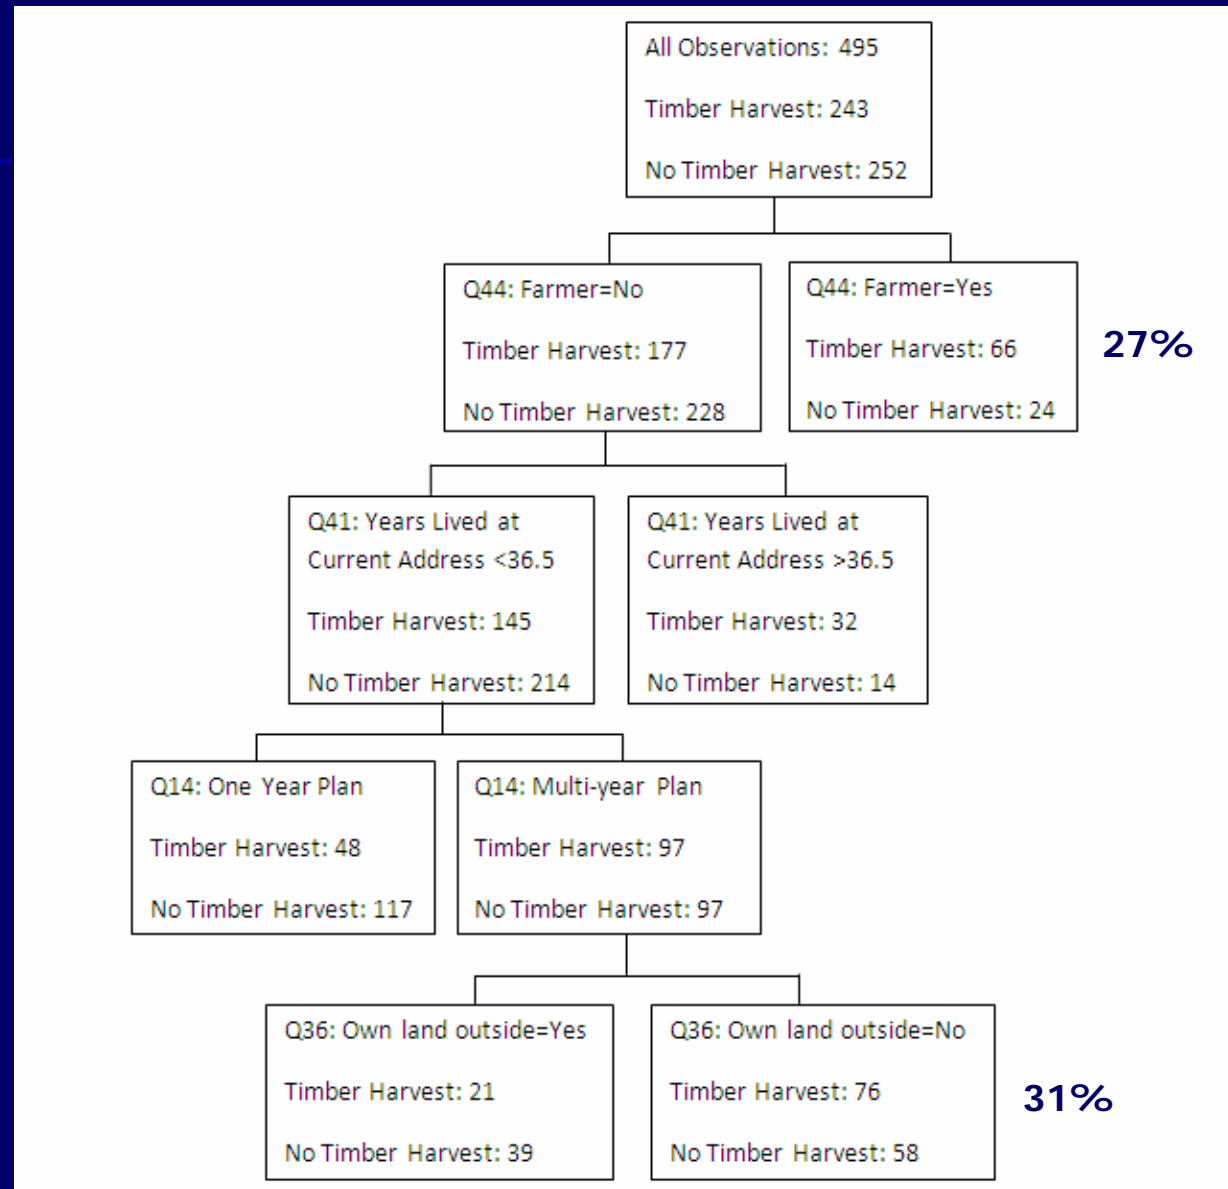 All Observations: 495
Timber Harvest: 243
No Timber Harvest: 252
Q44: Farmer=No
Timber Harvest: 177
No Timber Harvest: 228
Q44: Farmer=Yes
Timber Harvest: 66
No Timber Harvest: 24
27%
Q41: Years Lived at
Current Address <36.5
Timber Harvest: 145
No Timber Harvest: 214
Q41: Years Lived at
Current Address >36.5
Timber Harvest: 32
No Timber Harvest: 14
Q14: One Year Plan
Timber Harvest: 48
No Timber Harvest: 117
Q14: Multi-year Plan
Timber Harvest: 97
No Timber Harvest: 97
Q36: Own land outside=Yes
Timber Harvest: 21
No Timber Harvest: 39
Q36: Own land outside=No
Timber Harvest: 76
No Timber Harvest: 58
31%